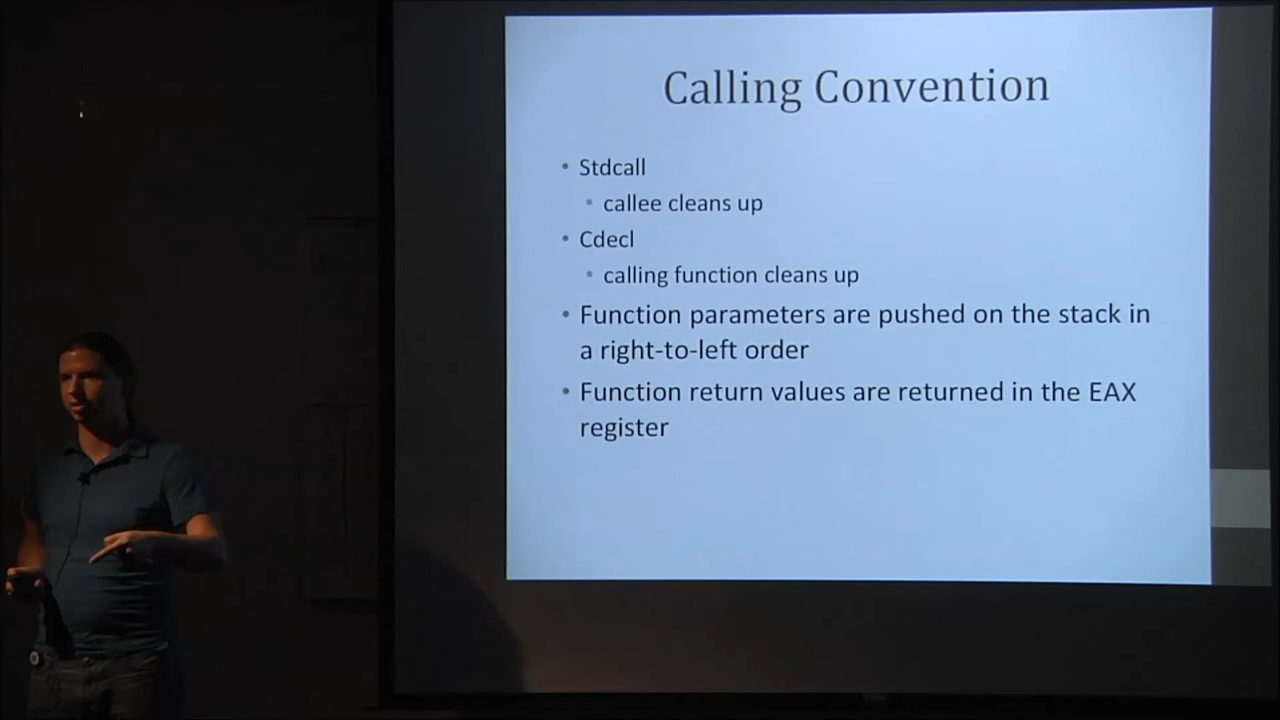 Calling Convention
• Stdcall
• callee cleans up
• Cdecl
• calling function cleans up
• Function parameters are pushed on the stack in
a right-to-left order
• Function return values are returned in the EAX
register